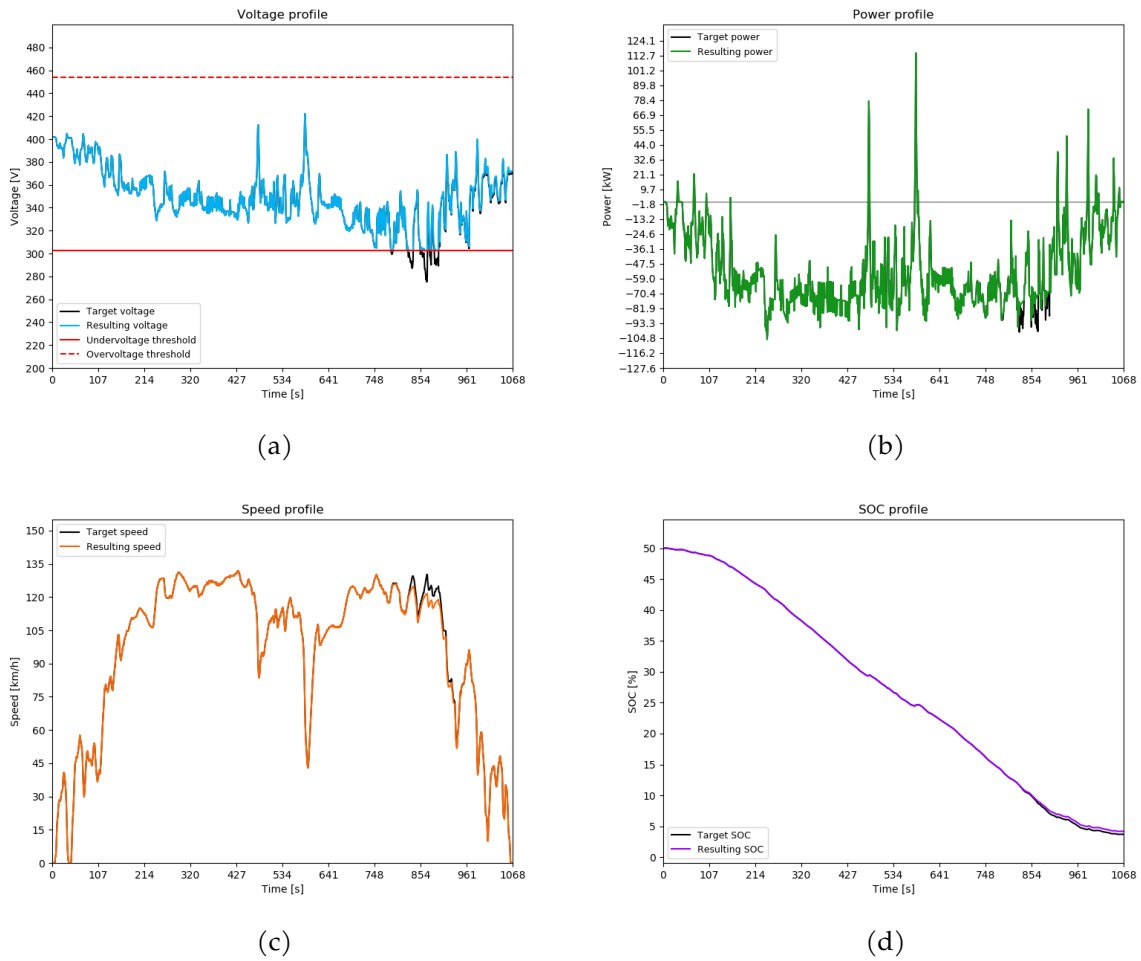 Voltage profile
480
460
440
420
400
380
360
340
320
300
280
260
240
220
200
Voltage [V]
Target voltage
Resulting voltage
Undervoltage threshold
Overvoltage threshold
0 107 214 320 427 534 641 748 854 961 1068
Time [s]
(a)
Power profile
124.1
112.7
101.2
89.8
78.4
66.9
55.5
44.0
32.6
21.1
9.7
−1.8
−13.2
−24.6
−36.1
−47.5
−59.0
−70.4
−81.9
−93.3
−104.8
−116.2
−127.6
Power [kW]
Target power
Resulting power
0 107 214 320 427 534 641 748 854 961 1068
Time [s]
(b)
Speed profile
150
135
120
105
90
75
60
45
30
15
0
Speed [km/h]
Target speed
Resulting speed
0 107 214 320 427 534 641 748 854 961 1068
Time [s]
(c)
SOC profile
50
45
40
35
30
25
20
15
10
5
0
SOC [%]
Target SOC
Resulting SOC
0 107 214 320 427 534 641 748 854 961 1068
Time [s]
(d)